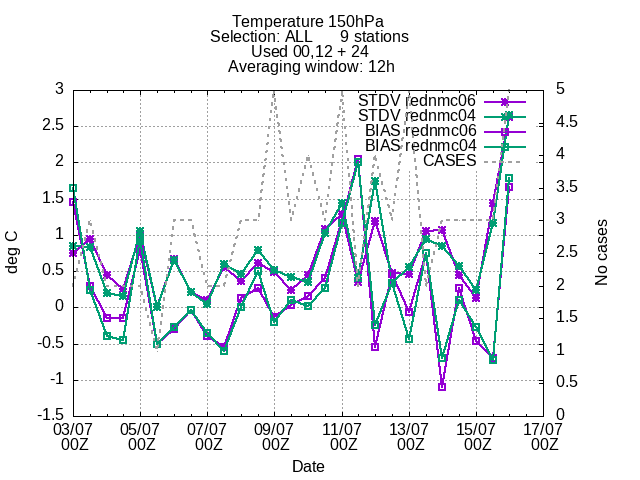 Temperature 150hPa
Selection: ALL 9 stations
Used 00,12 + 24
Averaging window: 12h
STDV rednmc06
STDV rednmc04
BIAS rednmc06
BIAS rednmc04
CASES
deg C
3
2.5
2
1.5
1
0.5
0
-0.5
-1
-1.5
No cases
5
4.5
4
3.5
3
2.5
2
1.5
1
0.5
0
03/07 05/07 07/07 09/07 11/07 13/07 15/07 17/07
00Z 00Z 00Z 00Z 00Z 00Z 00Z 00Z
Date